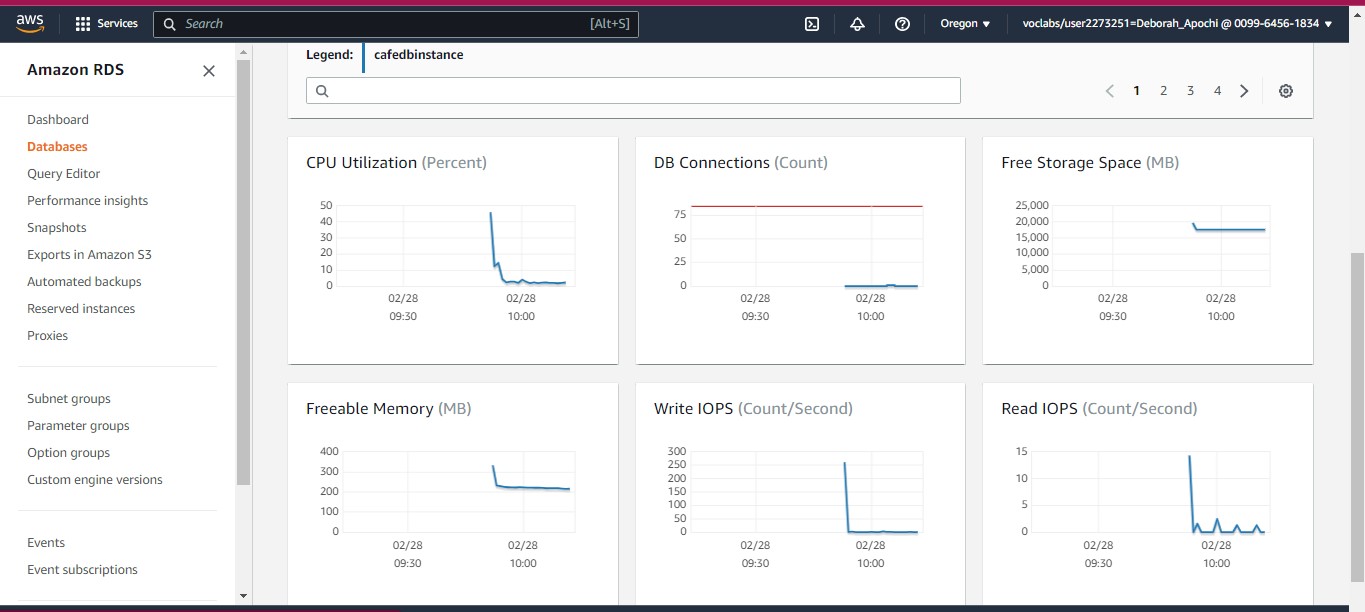 aws
Services
Search [Alt+S]
Oregon
voclabs/user2273251=Deborah_Apochi @ 0099-6456-1834
Amazon RDS
Dashboard
Databases
Query Editor
Performance insights
Snapshots
Exports in Amazon S3
Automated backups
Reserved instances
Proxies
Subnet groups
Parameter groups
Option groups
Custom engine versions
Events
Event subscriptions
Legend: cafedbinstance
1 2 3 4
CPU Utilization (Percent)
50
40
30
20
10
0
02/28 02/28
09:30 10:00
DB Connections (Count)
75
50
25
0
02/28 02/28
09:30 10:00
Free Storage Space (MB)
25,000
20,000
15,000
10,000
5,000
0
02/28 02/28
09:30 10:00
Freeable Memory (MB)
400
300
200
100
0
02/28 02/28
09:30 10:00
Write IOPS (Count/Second)
300
250
200
150
100
50
0
02/28 02/28
09:30 10:00
Read IOPS (Count/Second)
15
10
5
0
02/28 02/28
09:30 10:00